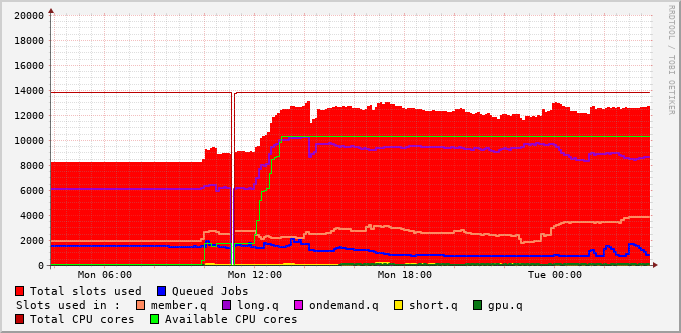 20000
18000
16000
14000
12000
10000
8000
6000
4000
2000
0
Mon 06:00 Mon 12:00 Mon 18:00 Tue 00:00
RRDTOOL / TOBI OETIKER
Total slots used Queued Jobs
Slots used in : member.q long.q ondemand.q short.q gpu.q
Total CPU cores Available CPU cores